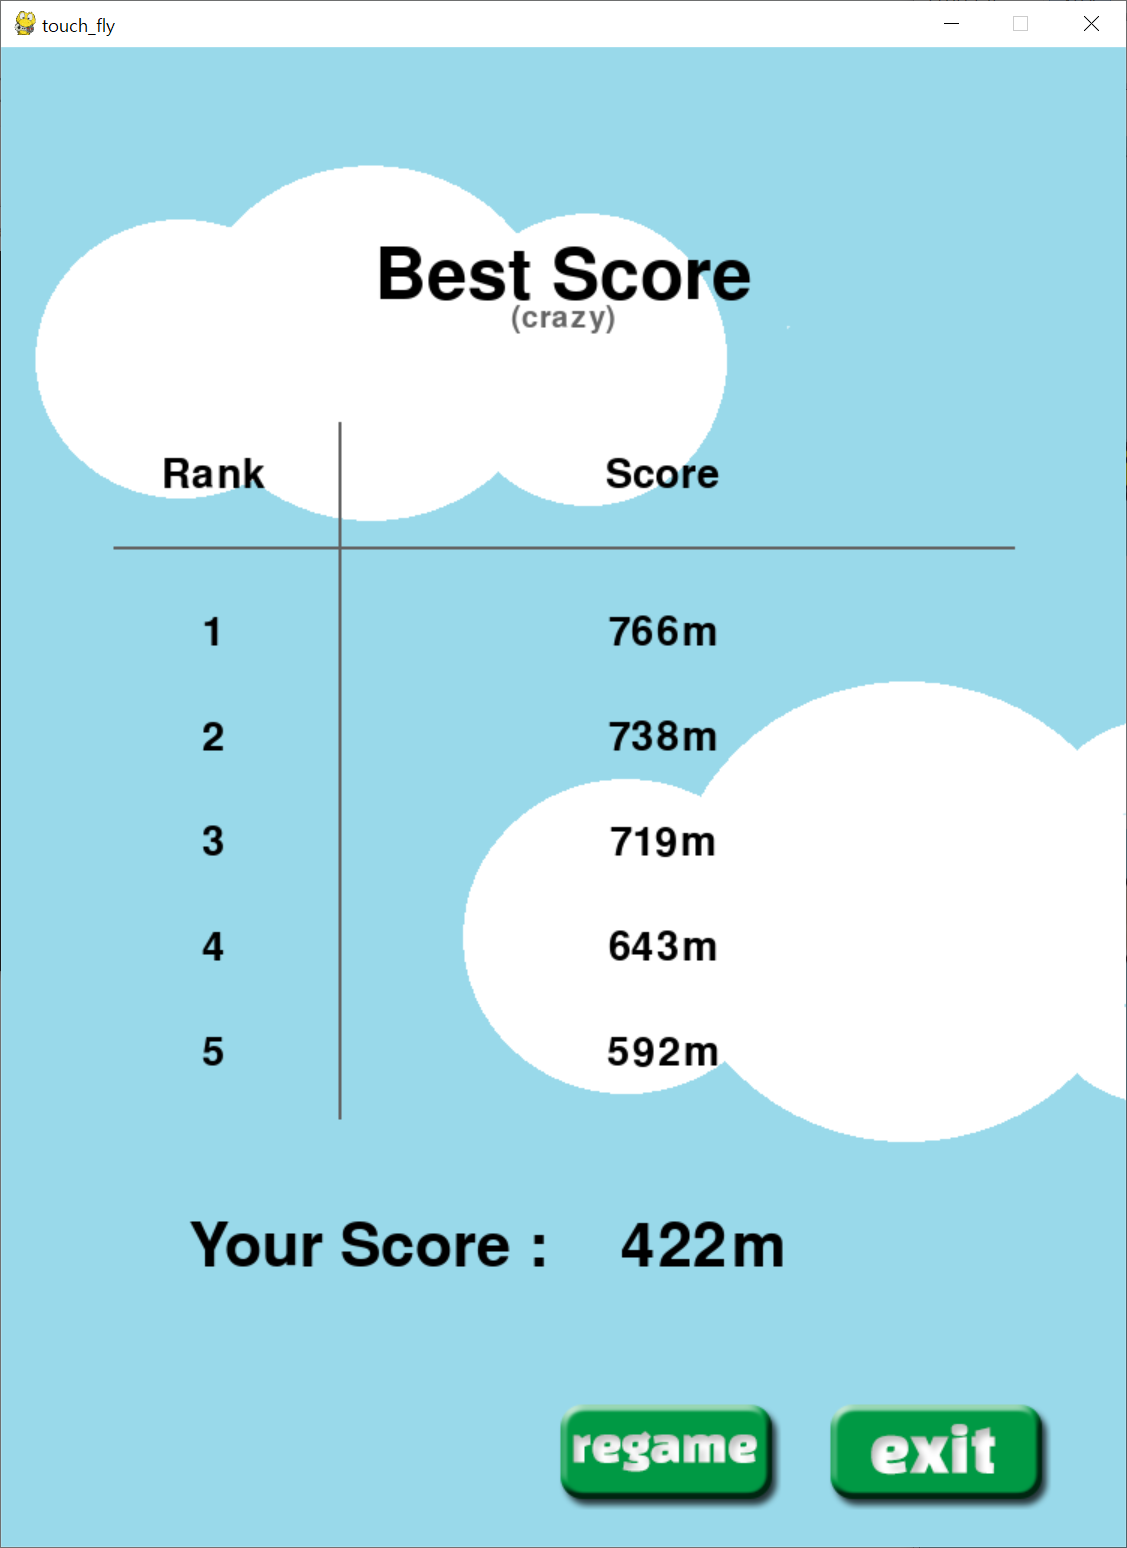 touch_fly
Best Score
(crazy)
Rank Score
1 766m
2 738m
3 719m
4 643m
5 592m
Your Score : 422m
regame exit